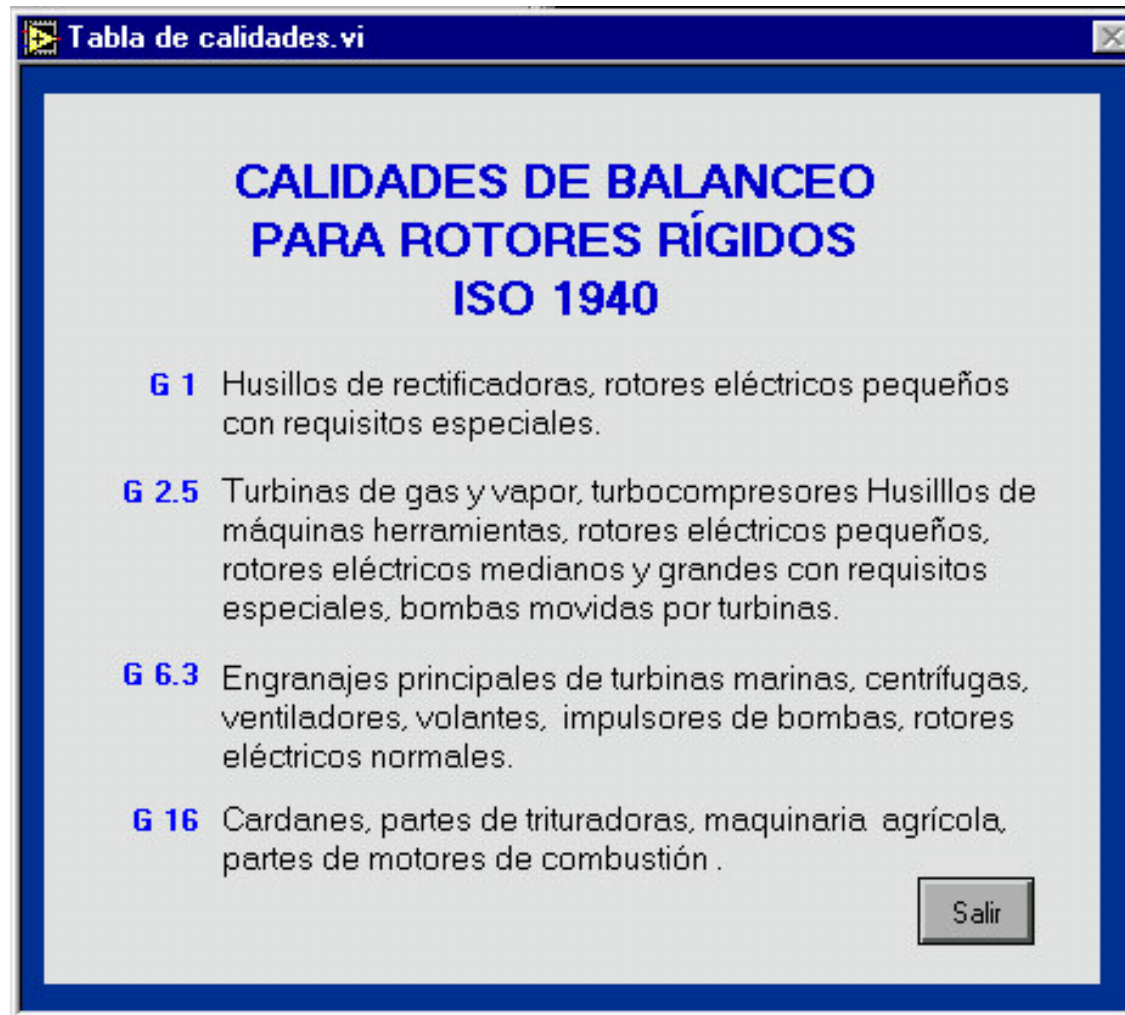 Tabla de calidades.vi
CALIDADES DE BALANCEO
PARA ROTORES RÍGIDOS
ISO 1940
G 1 Husillos de rectificadoras, rotores eléctricos pequeños
con requisitos especiales.
G 2.5 Turbinas de gas y vapor, turbocompresores Husilllos de
máquinas herramientas, rotores eléctricos pequeños,
rotores eléctricos medianos y grandes con requisitos
especiales, bombas movidas por turbinas.
G 6.3 Engranajes principales de turbinas marinas, centrífugas,
ventiladores, volantes, impulsores de bombas, rotores
eléctricos normales.
G 16 Cardanes, partes de trituradoras, maquinaria agrícola,
partes de motores de combustión .
Salir